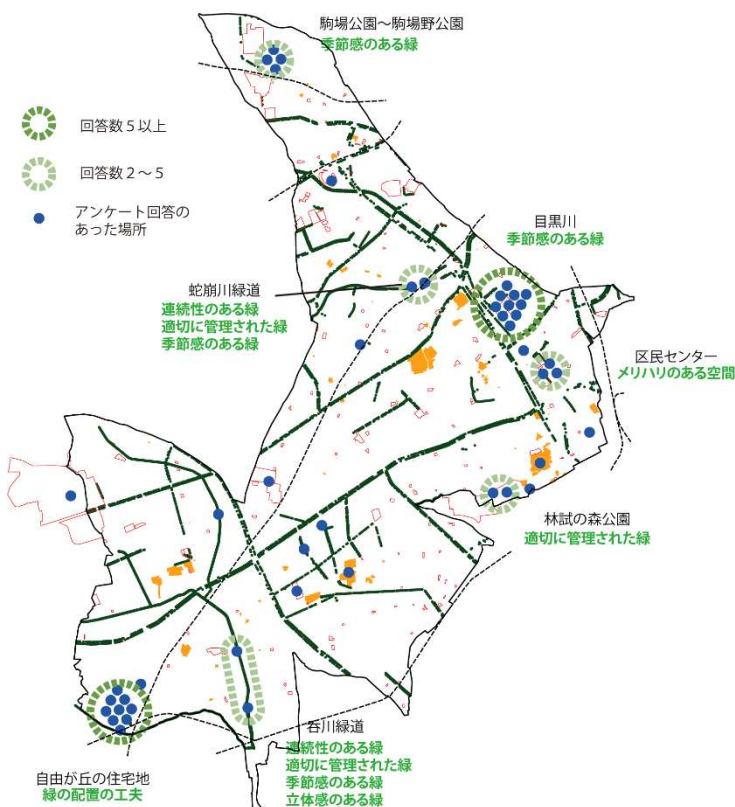 駒場公園~駒場野公園
季節感のある緑
回答数5以上
回答数2~5
アンケート回答の
あった場所
目黒川
季節感のある緑
蛇崩川緑道
連続性のある緑
適切に管理された緑
季節感のある緑
区民センター
メリハリのある空間
林試の森公園
適切に管理された緑
呑川緑道
連続性のある緑
適切に管理された緑
季節感のある緑
立体感のある緑
自由が丘の住宅地
緑の配置の工夫